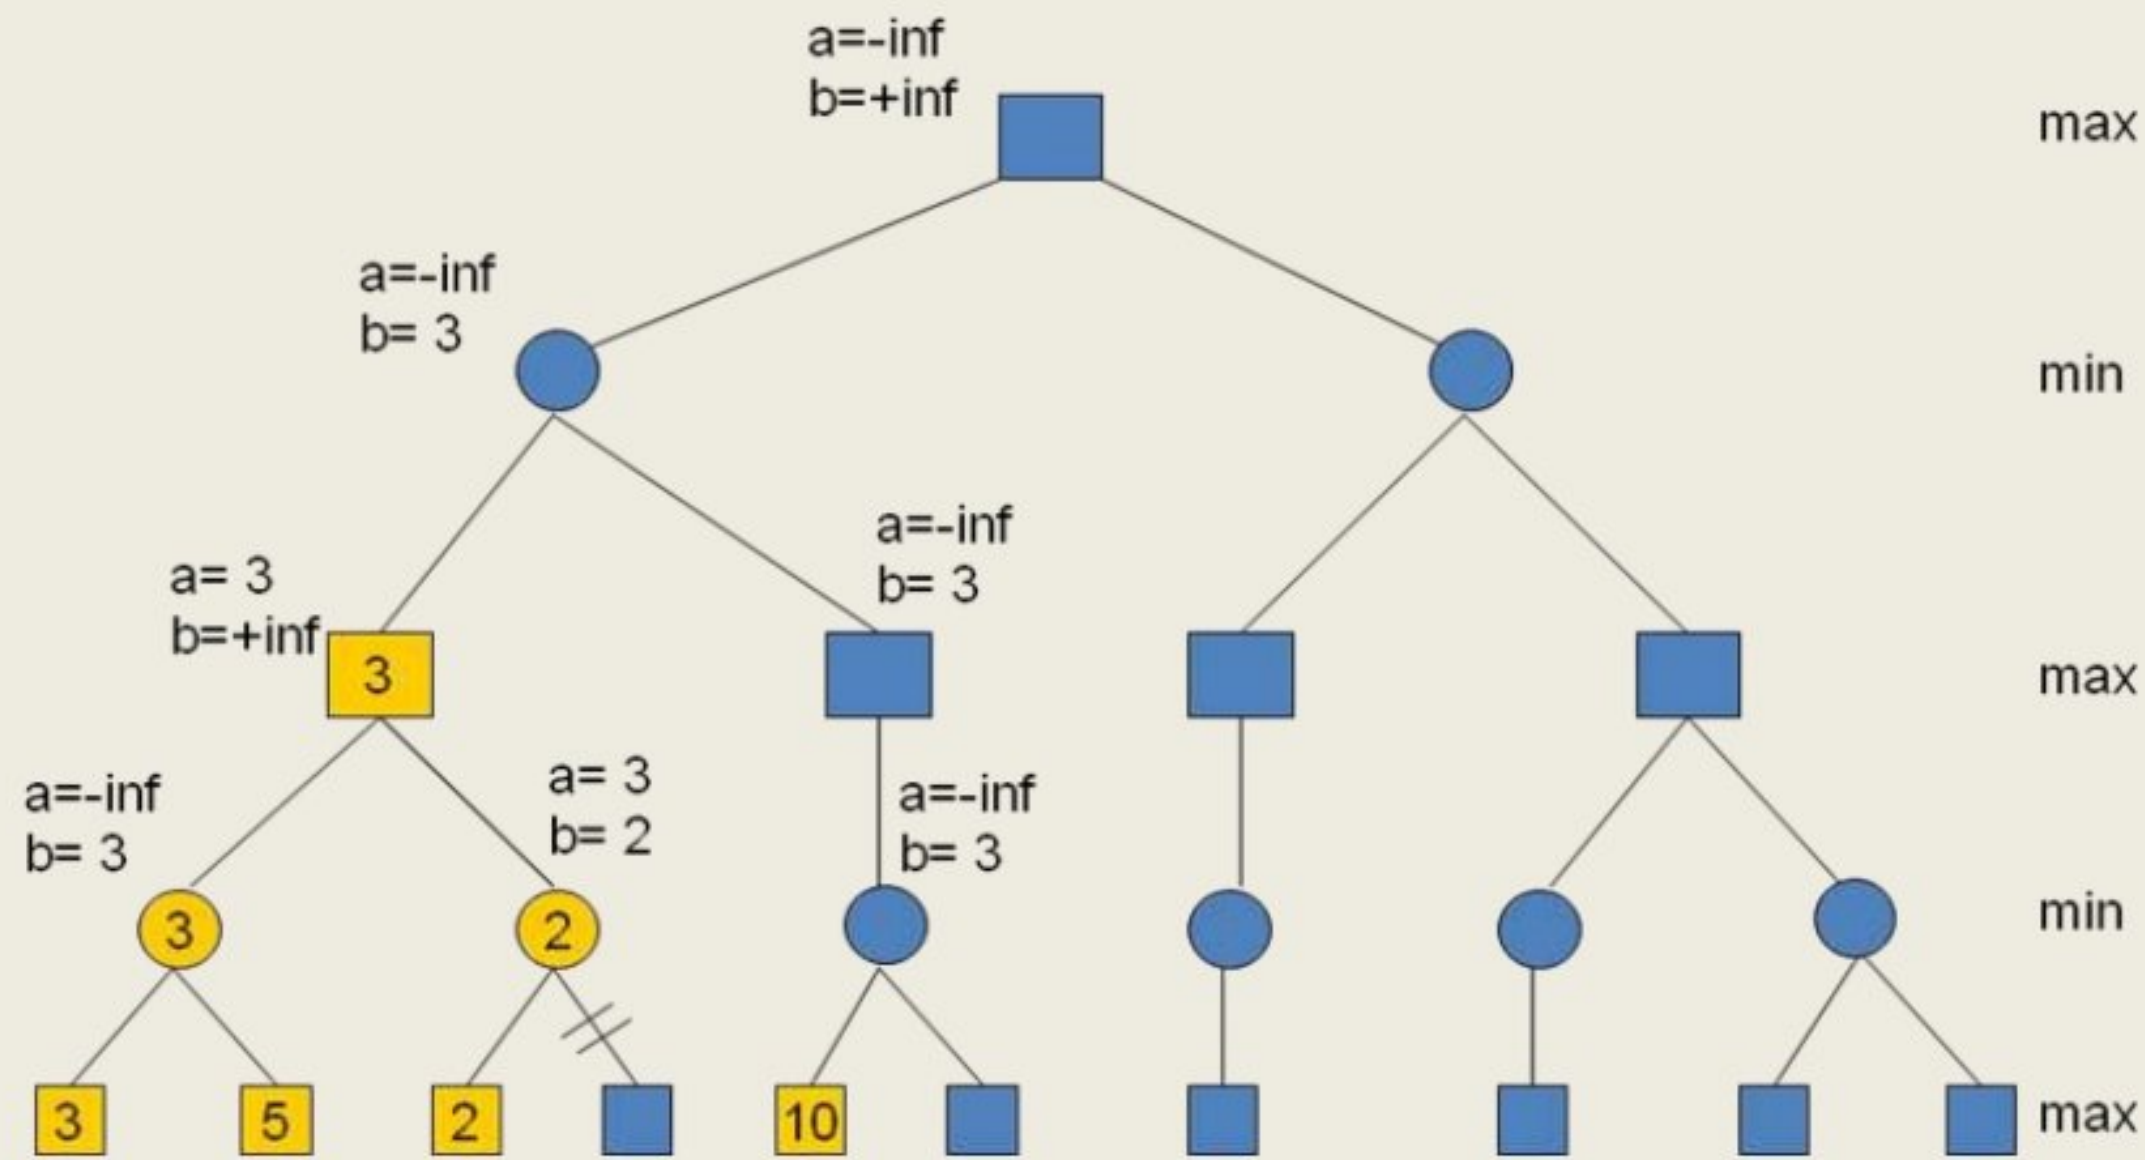 a=-inf
b=+inf
max
a=-inf
b= 3
min
a=-inf
b= 3
a= 3
b=+inf
3
max
a=-inf
b= 3
a= 3
b= 2
a=-inf
b= 3
3
2
min
3
5
2
10
max